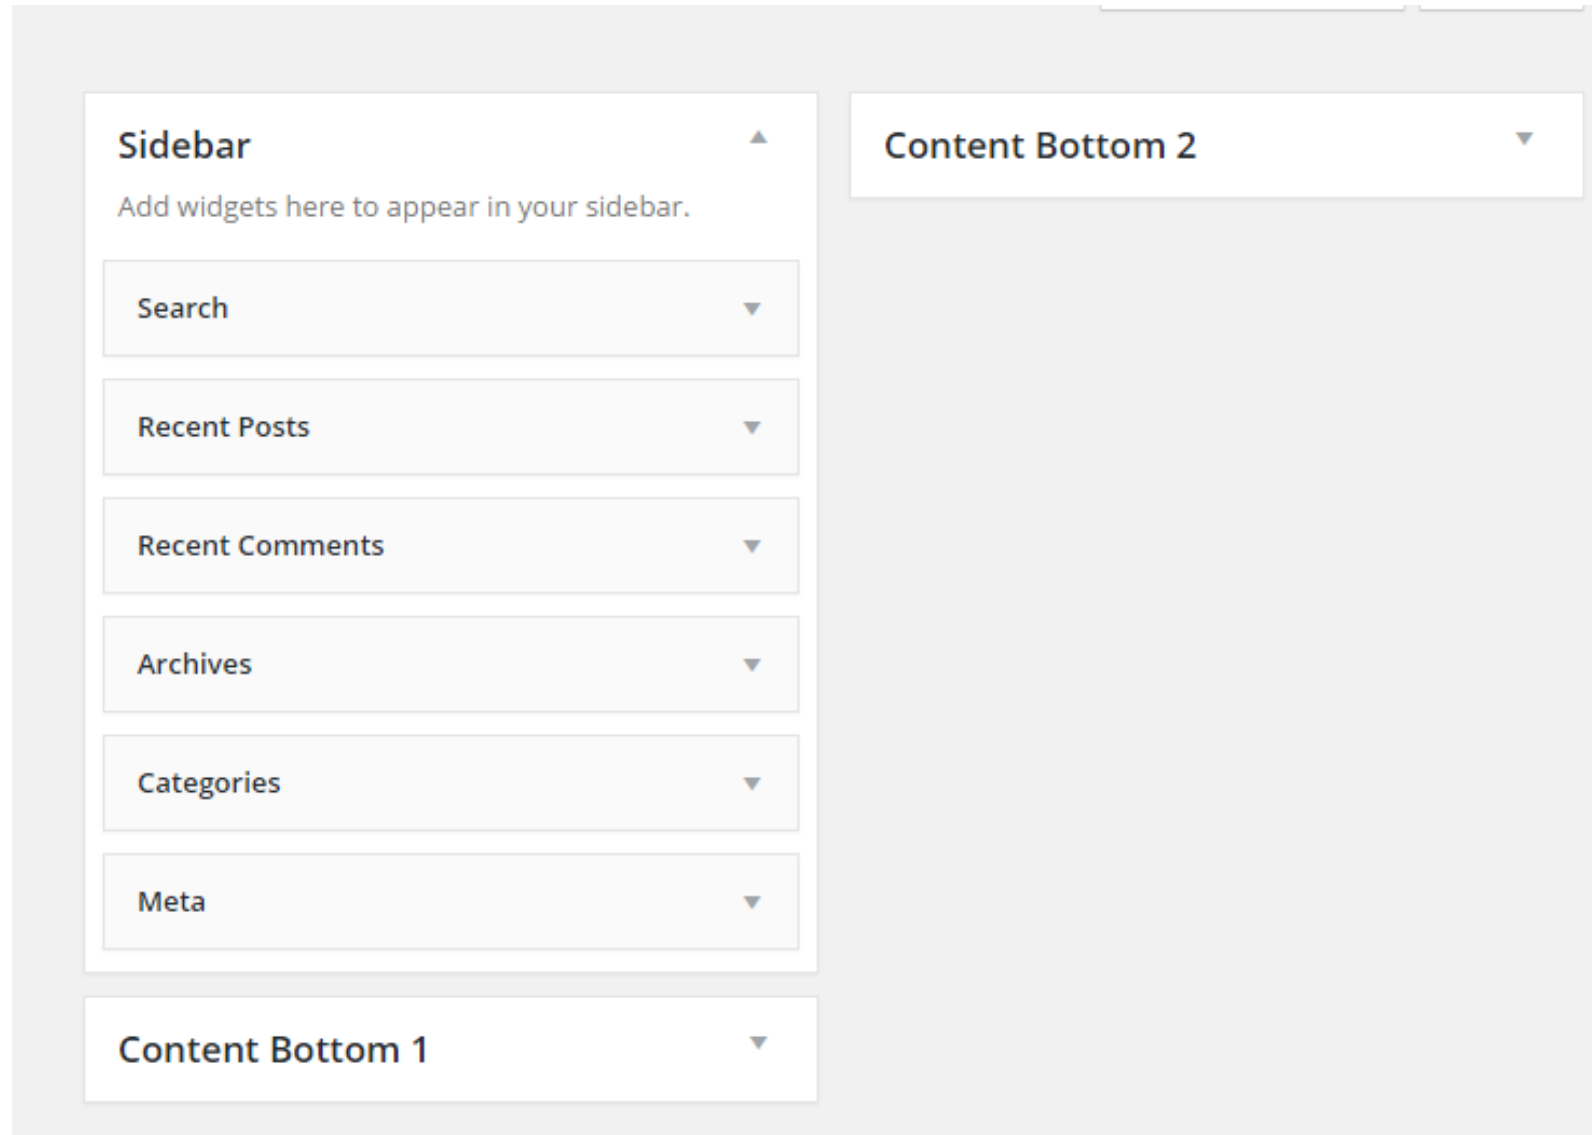 Sidebar
Add widgets here to appear in your sidebar.
Search
Recent Posts
Recent Comments
Archives
Categories
Meta
Content Bottom 1
Content Bottom 2